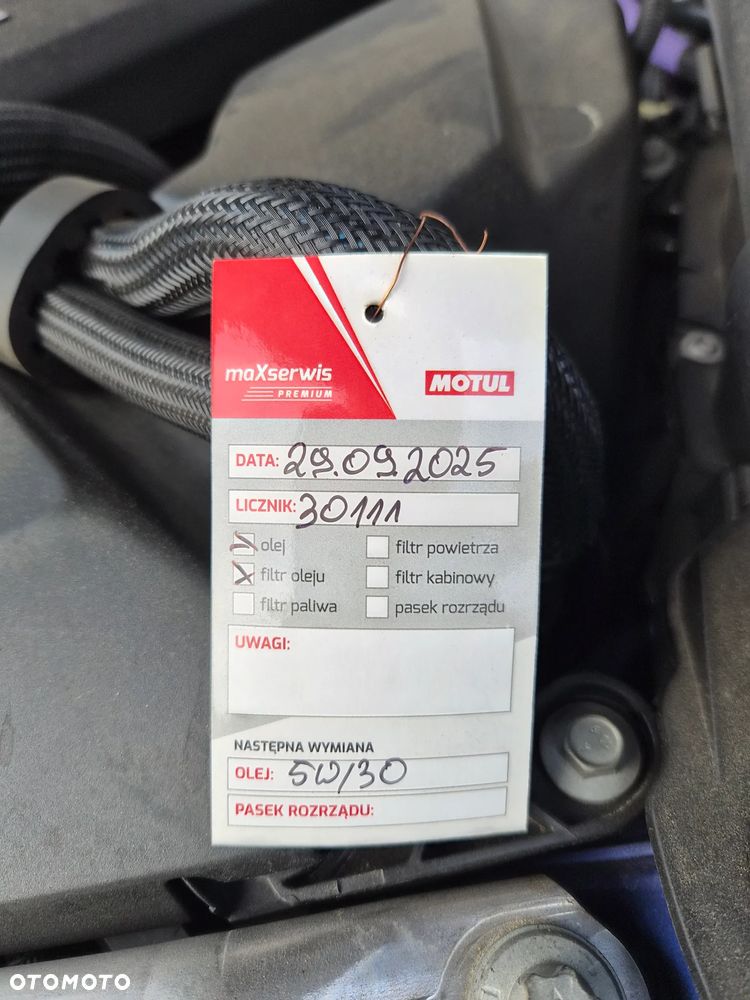 maXserwis
PREMIUM
MOTUL
DATA: 29.09.2025
LICZNIK: 30111
olej filtr powietrza
filtr oleju filtr kabinowy
filtr paliwa pasek rozrządu
UWAGI:
NASTĘPNA WYMIANA
OLEJ: 5W/30
PASEK ROZRZĄDU:
OTOMOTO